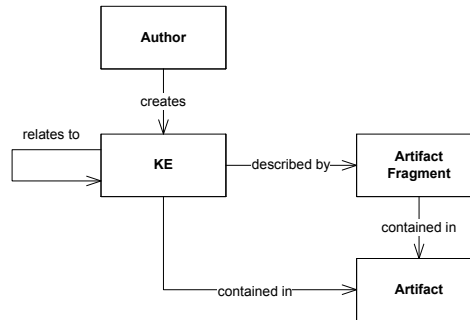 Author
creates
relates to
KE
described by
Artifact
Fragment
contained in
contained in
Artifact